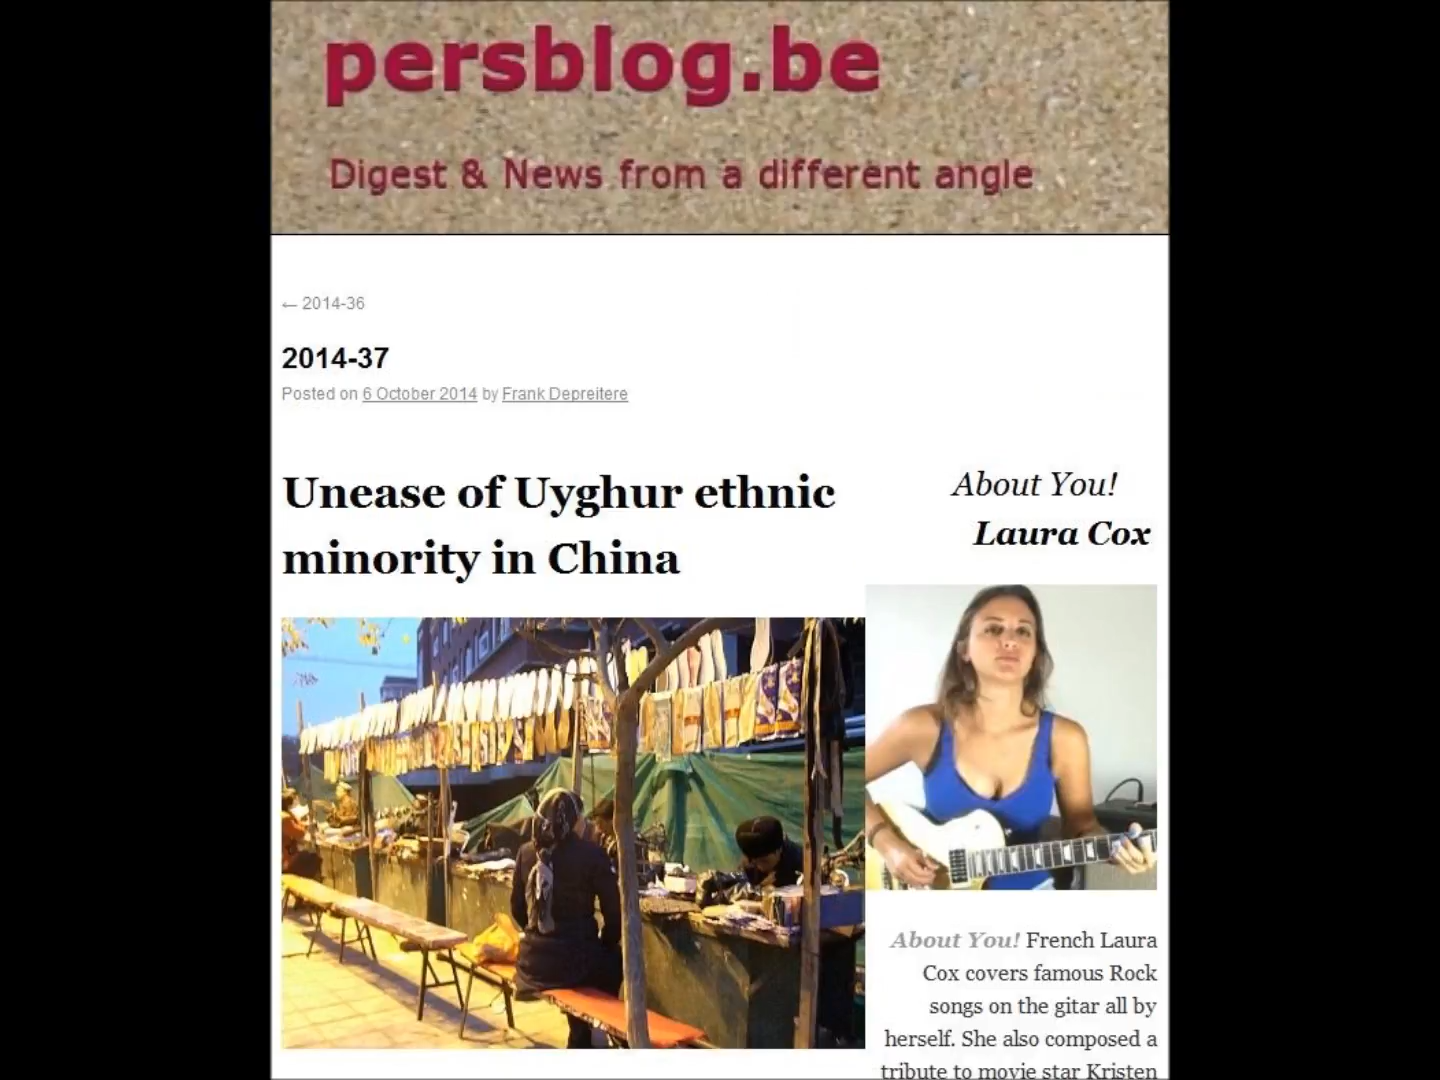 persblog.be
Digest & News from a different angle
← 2014-36
2014-37
Posted on 6 October 2014 by Frank Depreitere
Unease of Uyghur ethnic
minority in China
About You!
Laura Cox
About You! French Laura
Cox covers famous Rock
songs on the gitar all by
herself. She also composed a
tribute to movie star Kristen